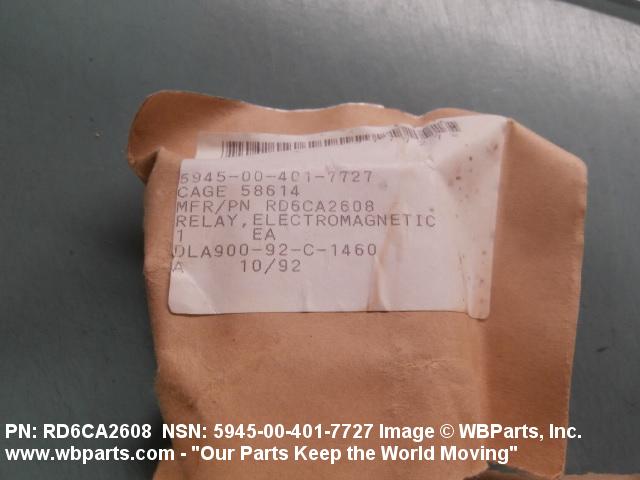 5945-00-401-7727
CAGE 58614
MFR/PN RD6CA2608
RELAY, ELECTROMAGNETIC
1 EA
DLA900-92-C-1460
A 10/92
PN: RD6CA2608 NSN: 5945-00-401-7727 Image © WBParts, Inc.
www.wbparts.com - "Our Parts Keep the World Moving"